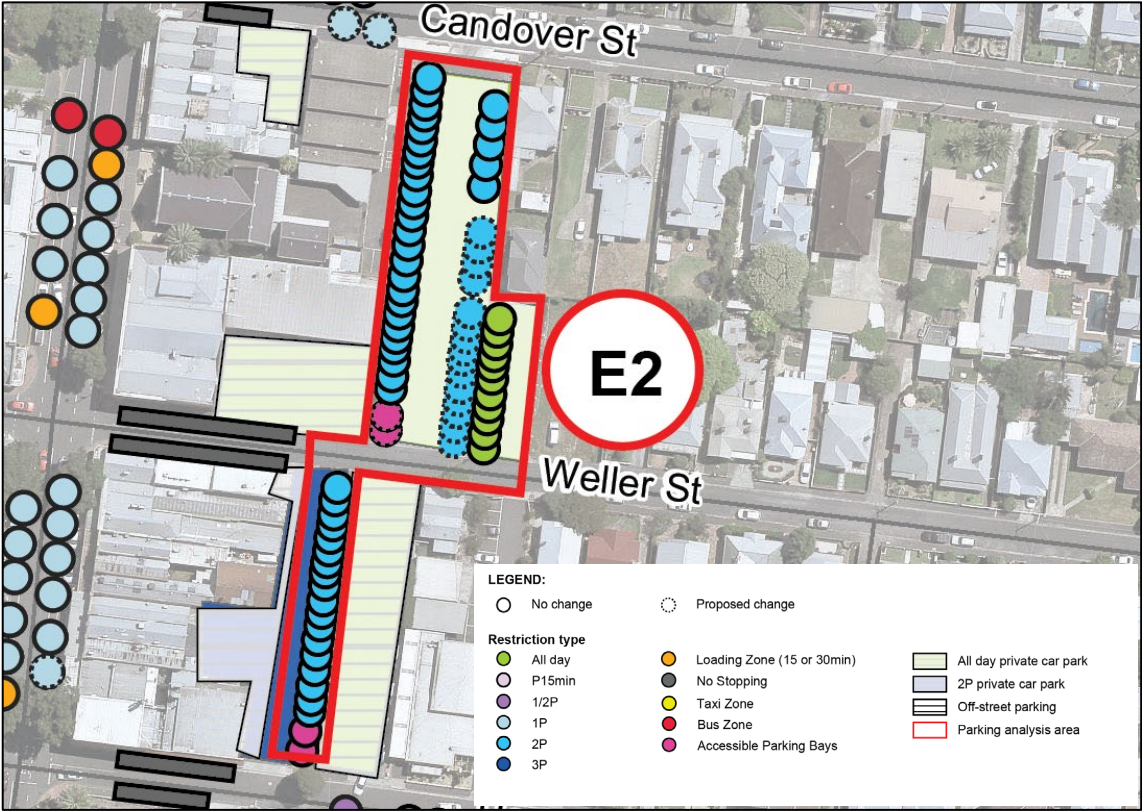 Candover St
E2
Weller St
LEGEND:
No change
Proposed change
Restriction type
All day
P15min
1/2P
1P
2P
3P
Loading Zone (15 or 30min)
No Stopping
Taxi Zone
Bus Zone
Accessible Parking Bays
All day private car park
2P private car park
Off-street parking
Parking analysis area